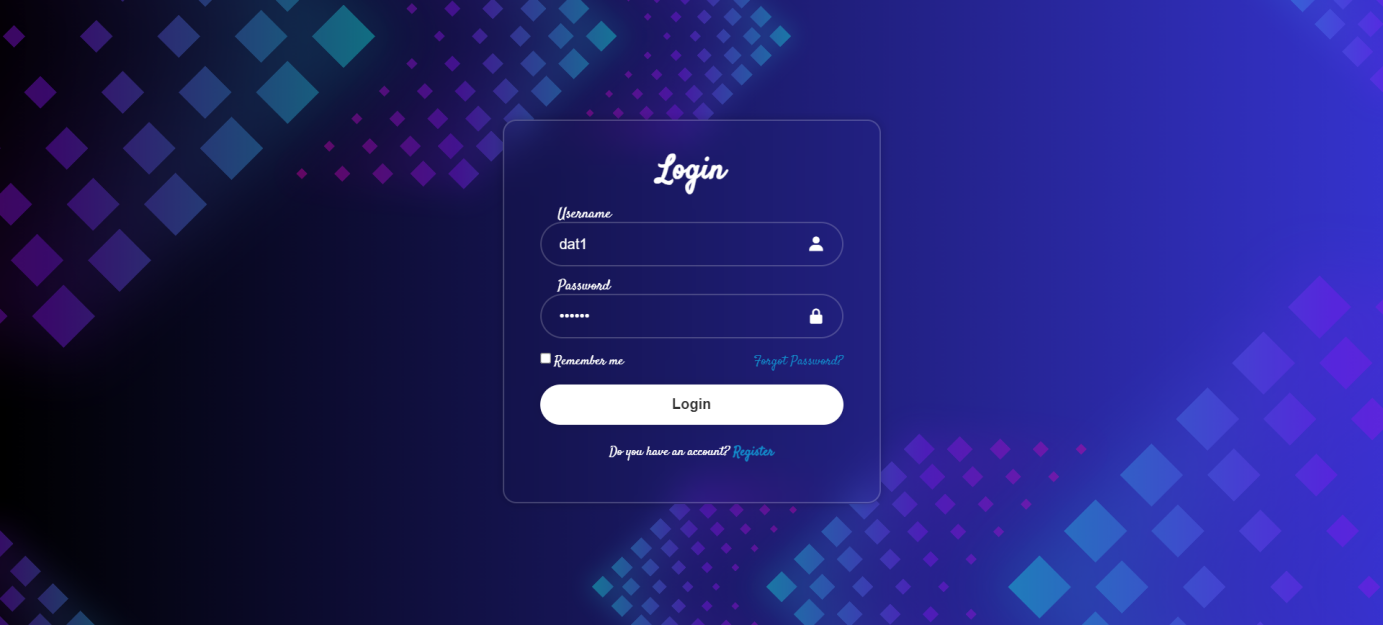 Login
Username
dat1
Password
••••••
Remember me
Forgot Password?
Login
Do you have an account? Register